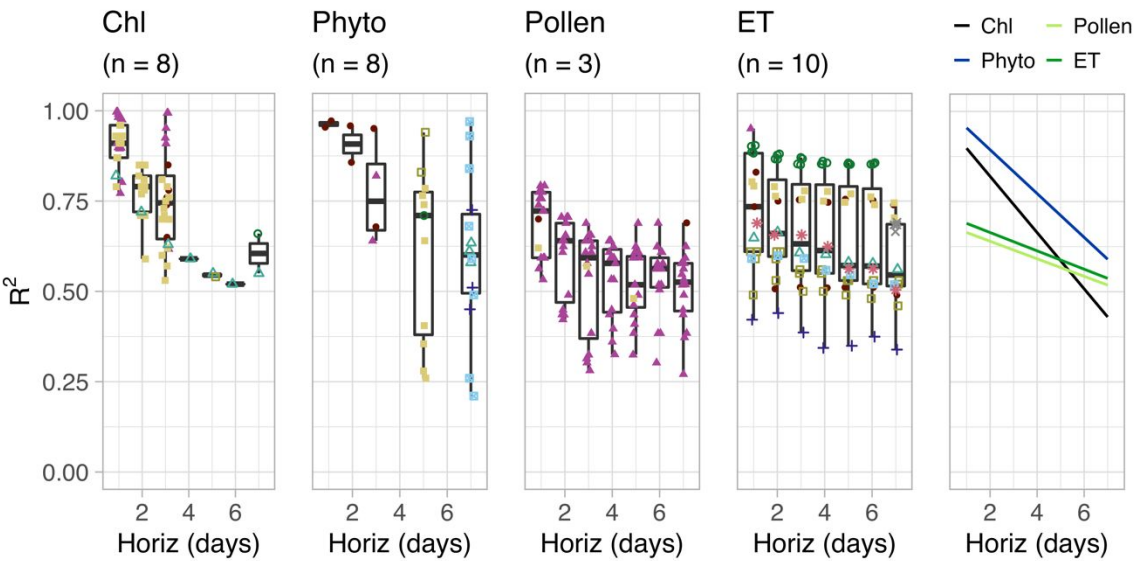 Chl Phyto Pollen ET
(n = 8) (n = 8) (n = 3) (n = 10)
Chl Pollen
Phyto ET
R²
1.00
0.75
0.50
0.25
0.00
2 4 6 2 4 6 2 4 6 2 4 6 2 4 6
Horiz (days) Horiz (days) Horiz (days) Horiz (days) Horiz (days)